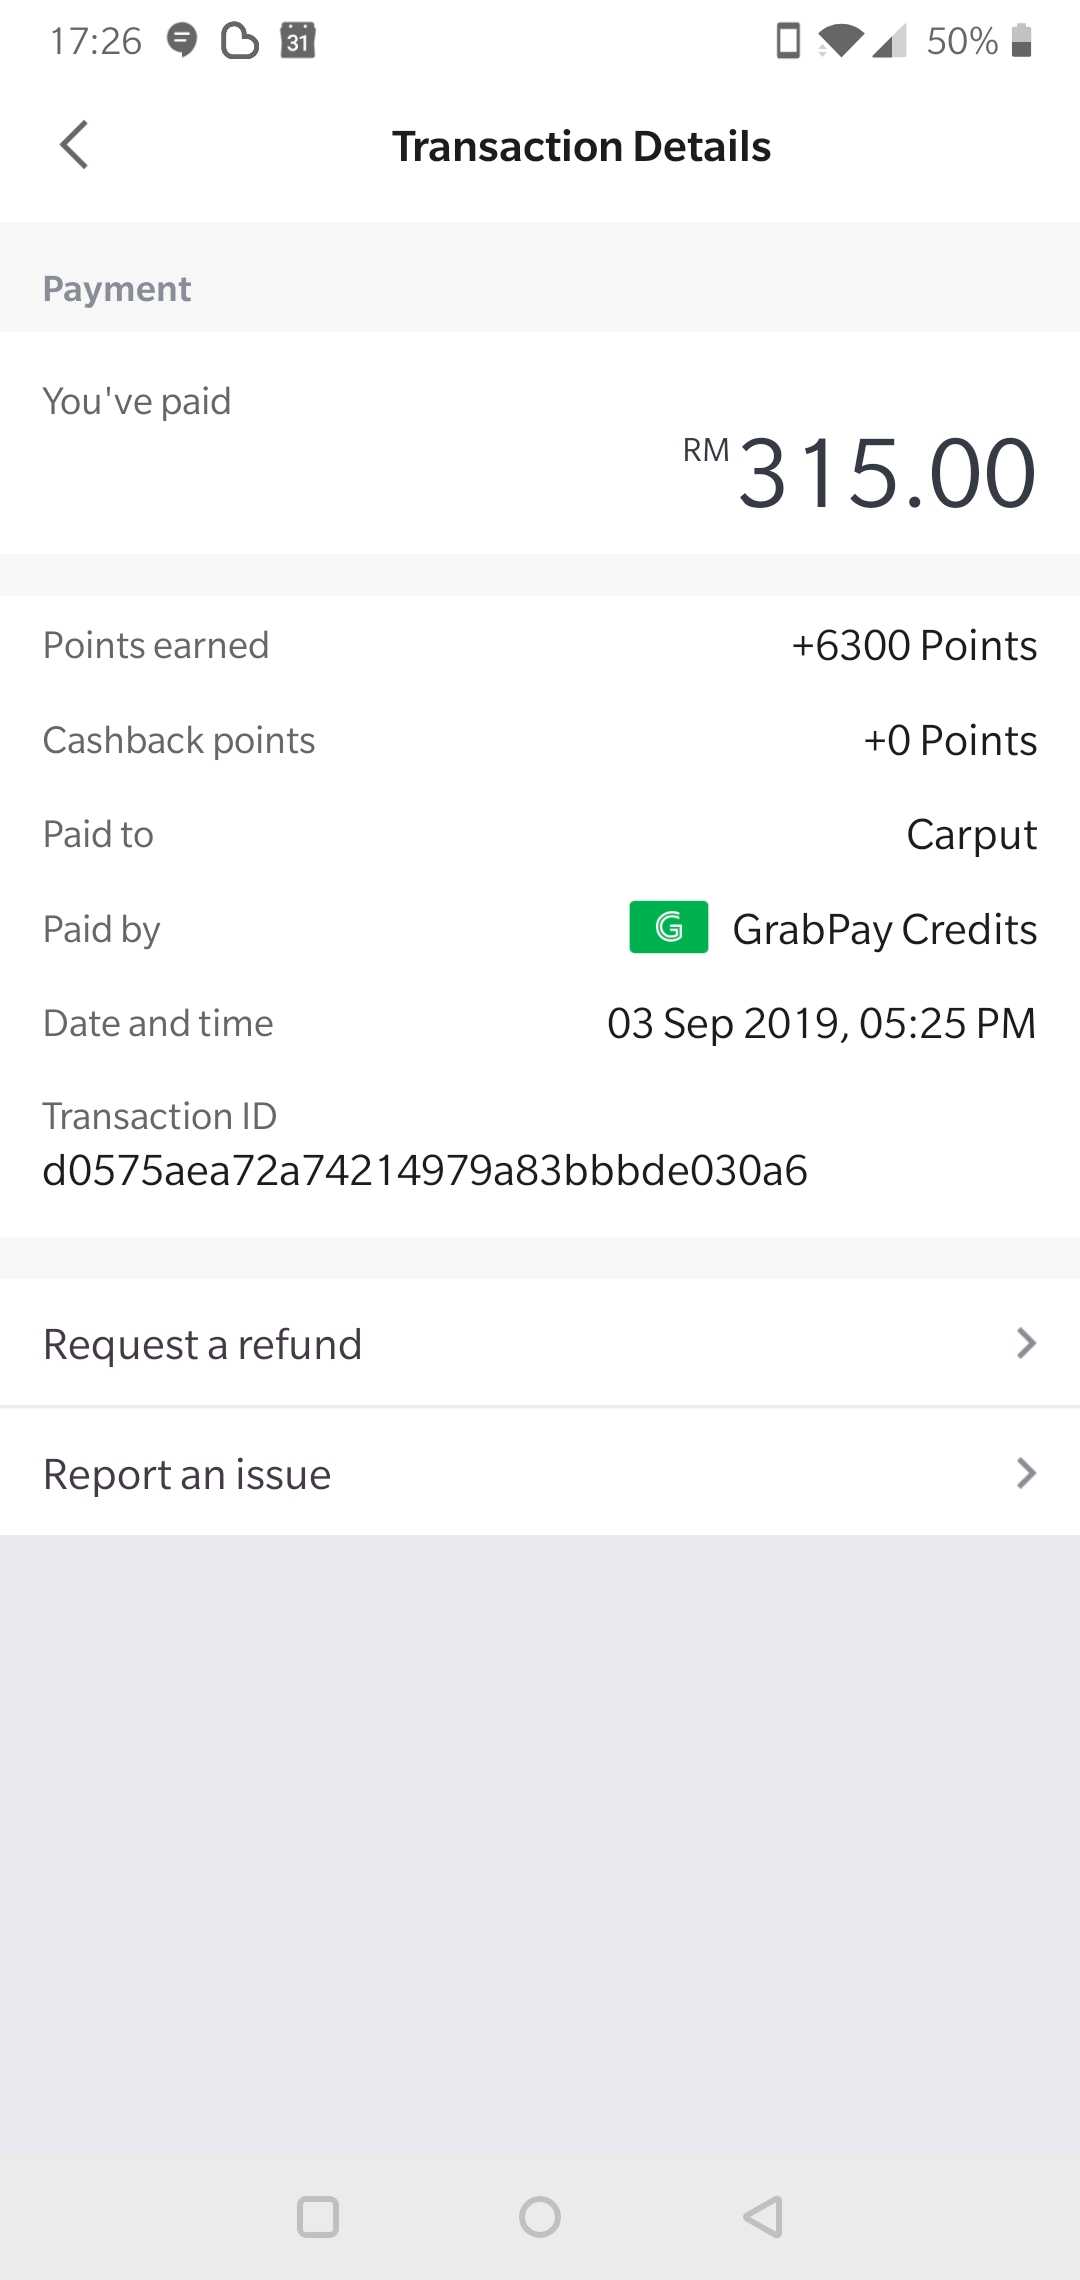 17:26 31 50%
Transaction Details
Payment
You've paid
RM 315.00
Points earned +6300 Points
Cashback points +0 Points
Paid to Carput
Paid by G GrabPay Credits
Date and time 03 Sep 2019, 05:25 PM
Transaction ID
d0575aea72a74214979a83bbbde030a6
Request a refund
Report an issue